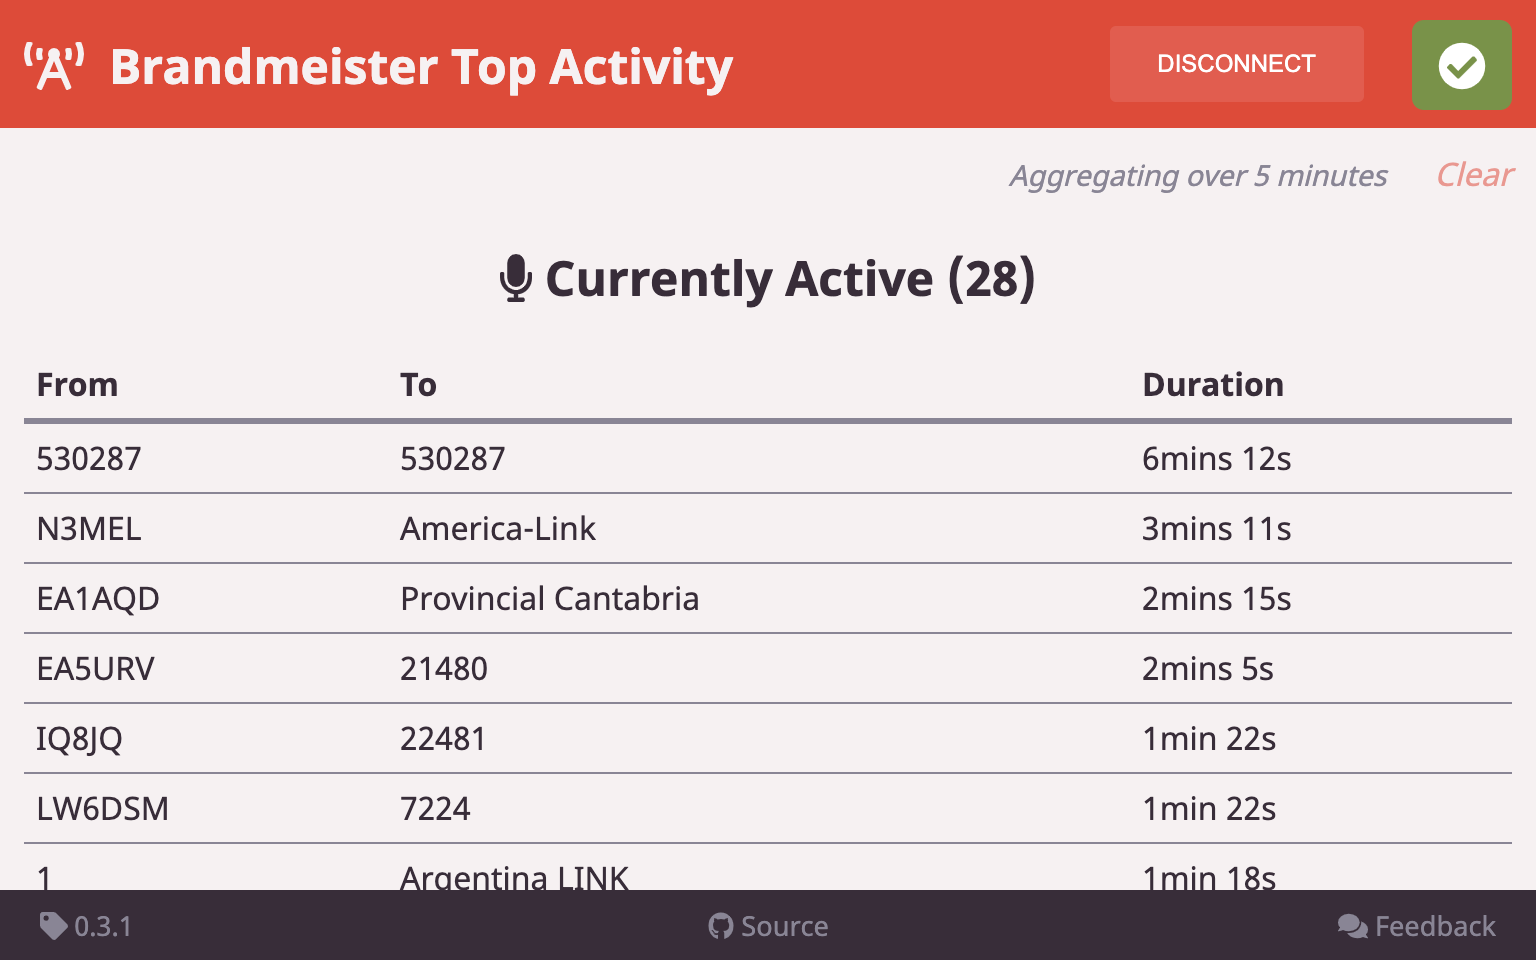 Brandmeister Top Activity
DISCONNECT
Aggregating over 5 minutes Clear
Currently Active (28)
From To Duration
530287 530287 6mins 12s
N3MEL America-Link 3mins 11s
EA1AQD Provincial Cantabria 2mins 15s
EA5URV 21480 2mins 5s
IQ8JQ 22481 1min 22s
LW6DSM 7224 1min 22s
1 Argentina LINK 1min 18s
0.3.1 Source Feedback